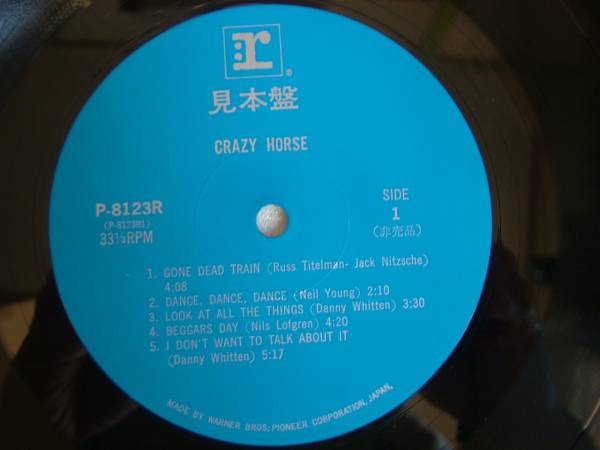 r
®
見本盤
CRAZY HORSE
P-8123R
(P-8123R1)
33⅓RPM
SIDE
1
(非売品)
1. GONE DEAD TRAIN (Russ Titelman- Jack Nitzsche)
4:08
2. DANCE, DANCE, DANCE (Neil Young) 2:10
3. LOOK AT ALL THE THINGS (Danny Whitten) 3:30
4. BEGGARS DAY (Nils Lofgren) 4:20
5. I DON'T WANT TO TALK ABOUT IT
(Danny Whitten) 5:17
MADE BY WARNER BROS; PIONEER CORPORATION, JAPAN.